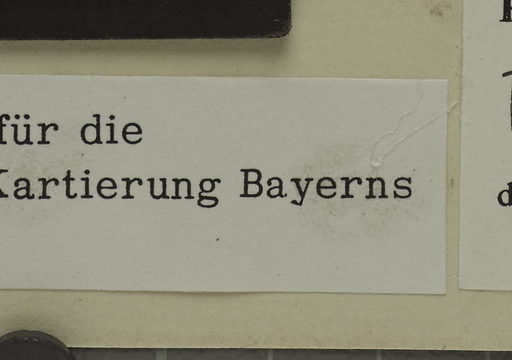 für die
Kartierung Bayerns